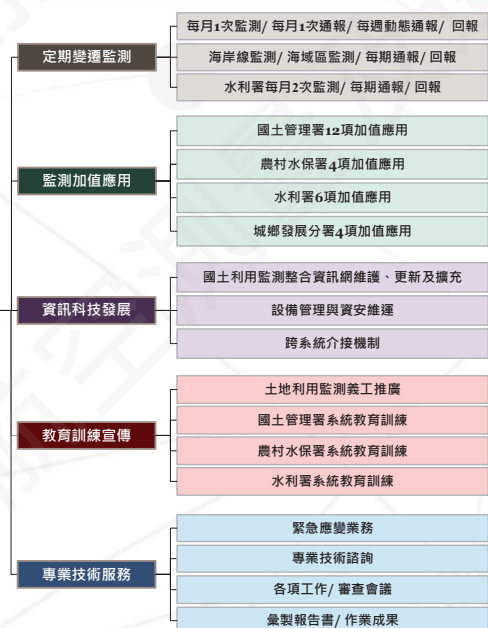 定期變遷監測
每月1次監測/ 每月1次通報/ 每週動態通報/ 回報
海岸線監測/ 海域區監測/ 每期通報/ 回報
水利署每月2次監測/ 每期通報/ 回報
監測加值應用
國土管理署12項加值應用
農村水保署4項加值應用
水利署6項加值應用
城鄉發展分署4項加值應用
資訊科技發展
國土利用監測整合資訊網維護、更新及擴充
設備管理與資安維運
跨系統介接機制
教育訓練宣傳
土地利用監測義工推廣
國土管理署系統教育訓練
農村水保署系統教育訓練
水利署系統教育訓練
專業技術服務
緊急應變業務
專業技術諮詢
各項工作/ 審查會議
彙製報告書/ 作業成果